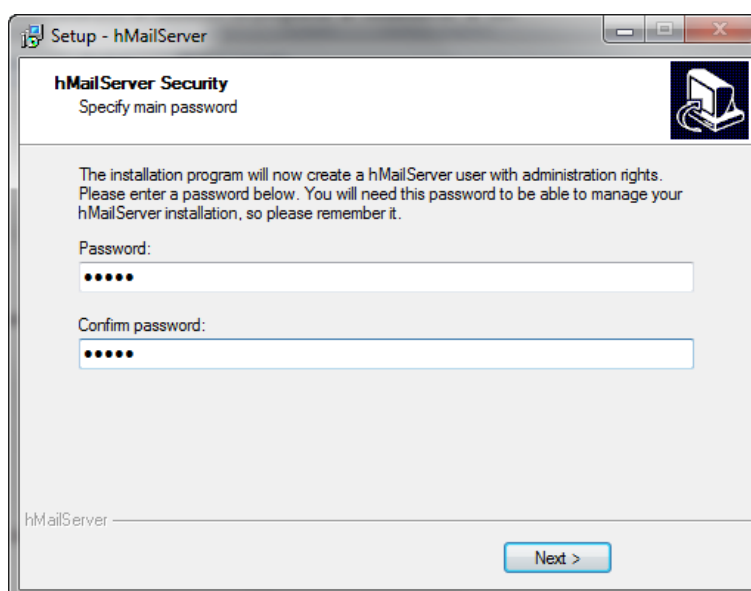 Setup - hMailServer
hMailServer Security
Specify main password
The installation program will now create a hMailServer user with administration rights.
Please enter a password below. You will need this password to be able to manage your
hMailServer installation, so please remember it.
Password:
•••••
Confirm password:
•••••
hMailServer
Next >